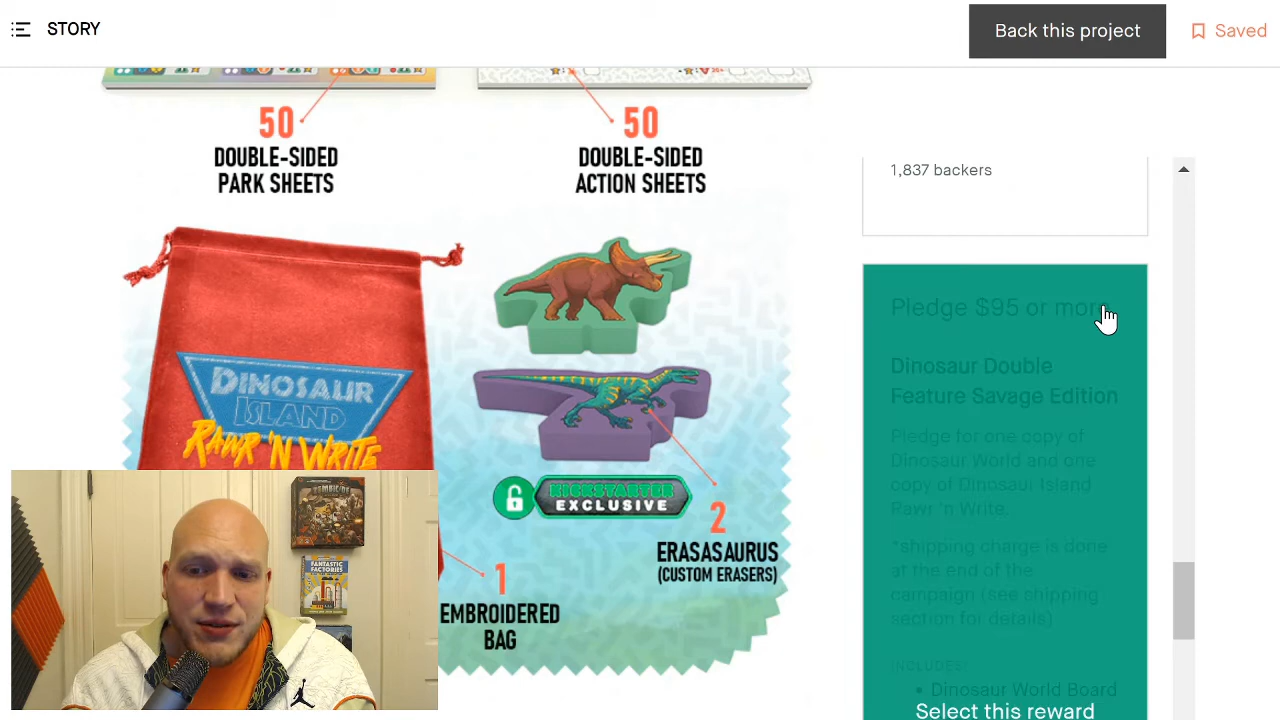 STORY
Back this project
Saved
50
DOUBLE-SIDED
PARK SHEETS
50
DOUBLE-SIDED
ACTION SHEETS
1,837 backers
DINOSAUR
ISLAND
RAWR 'N WRITE
KICKSTARTER
EXCLUSIVE
2
ERASASAURUS
(CUSTOM ERASERS)
1
EMBROIDERED
BAG
Pledge $95 or more
Dinosaur Double
Feature Savage Edition
Pledge for one copy of
Dinosaur World and one
copy of Dinosaur Island
Rawr 'n Write.
*shipping charge is done
at the end of the
campaign (see shipping
section for details)
INCLUDES:
• Dinosaur World Board
Select this reward
FANTASTIC
FACTORIES